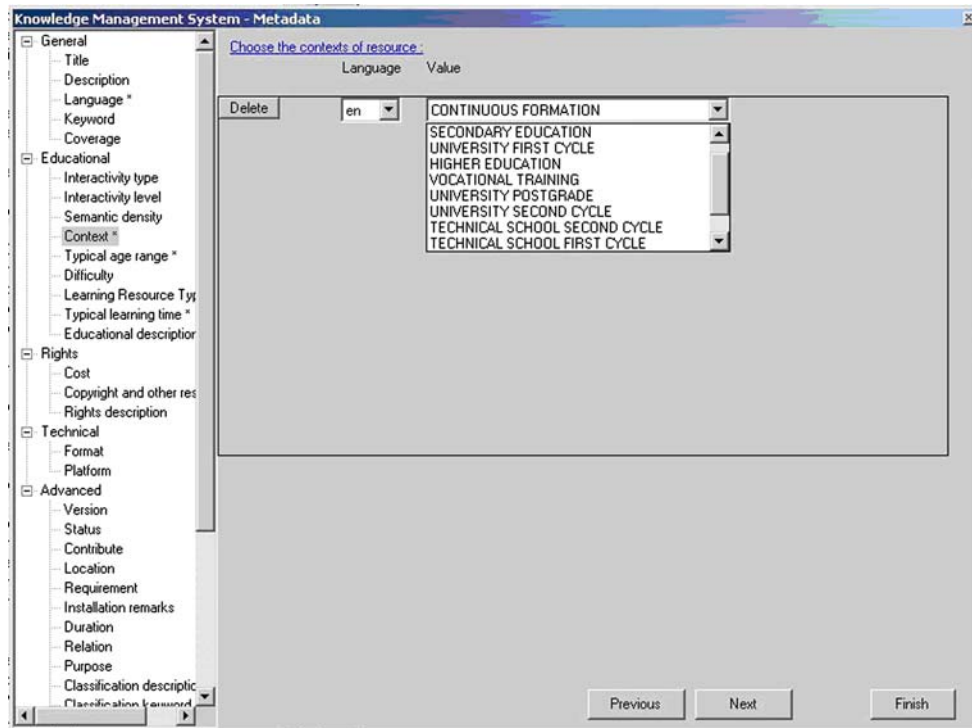 Knowledge Management System - Metadata
General
Title
Description
Language *
Keyword
Coverage
Educational
Interactivity type
Interactivity level
Semantic density
Context *
Typical age range *
Difficulty
Learning Resource Typ
Typical learning time *
Educational description
Rights
Cost
Copyright and other res
Rights description
Technical
Format
Platform
Advanced
Version
Status
Contribute
Location
Requirement
Installation remarks
Duration
Relation
Purpose
Classification descriptic
Classification keyword
Choose the contexts of resource :
Language Value
Delete en CONTINUOUS FORMATION
SECONDARY EDUCATION
UNIVERSITY FIRST CYCLE
HIGHER EDUCATION
VOCATIONAL TRAINING
UNIVERSITY POSTGRADE
UNIVERSITY SECOND CYCLE
TECHNICAL SCHOOL SECOND CYCLE
TECHNICAL SCHOOL FIRST CYCLE
Previous Next Finish